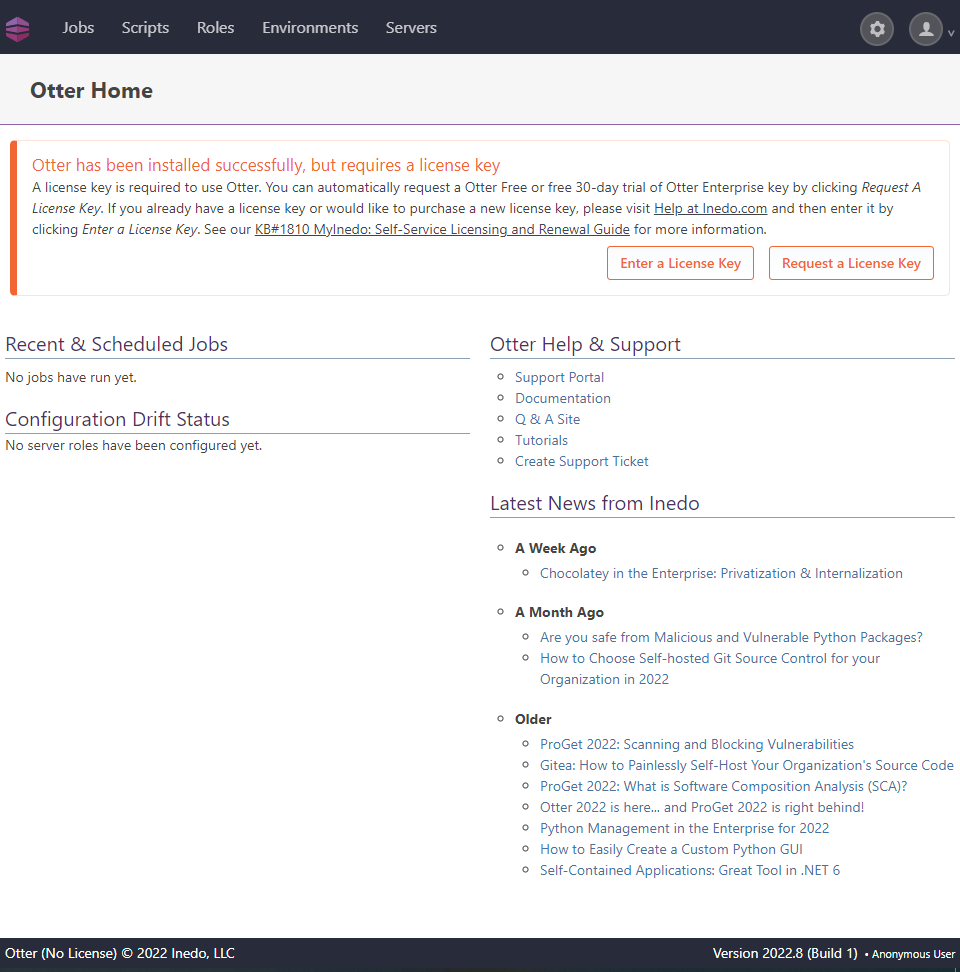 Jobs Scripts Roles Environments Servers
Otter Home
Otter has been installed successfully, but requires a license key
A license key is required to use Otter. You can automatically request a Otter Free or free 30-day trial of Otter Enterprise key by clicking Request A
License Key. If you already have a license key or would like to purchase a new license key, please visit Help at Inedo.com and then enter it by
clicking Enter a License Key. See our KB#1810 MyInedo: Self-Service Licensing and Renewal Guide for more information.
Enter a License Key Request a License Key
Recent & Scheduled Jobs
No jobs have run yet.
Configuration Drift Status
No server roles have been configured yet.
Otter Help & Support
Support Portal
Documentation
Q & A Site
Tutorials
Create Support Ticket
Latest News from Inedo
A Week Ago
Chocolatey in the Enterprise: Privatization & Internalization
A Month Ago
Are you safe from Malicious and Vulnerable Python Packages?
How to Choose Self-hosted Git Source Control for your
Organization in 2022
Older
ProGet 2022: Scanning and Blocking Vulnerabilities
Gitea: How to Painlessly Self-Host Your Organization's Source Code
ProGet 2022: What is Software Composition Analysis (SCA)?
Otter 2022 is here... and ProGet 2022 is right behind!
Python Management in the Enterprise for 2022
How to Easily Create a Custom Python GUI
Self-Contained Applications: Great Tool in .NET 6
Otter (No License) © 2022 Inedo, LLC Version 2022.8 (Build 1) • Anonymous User